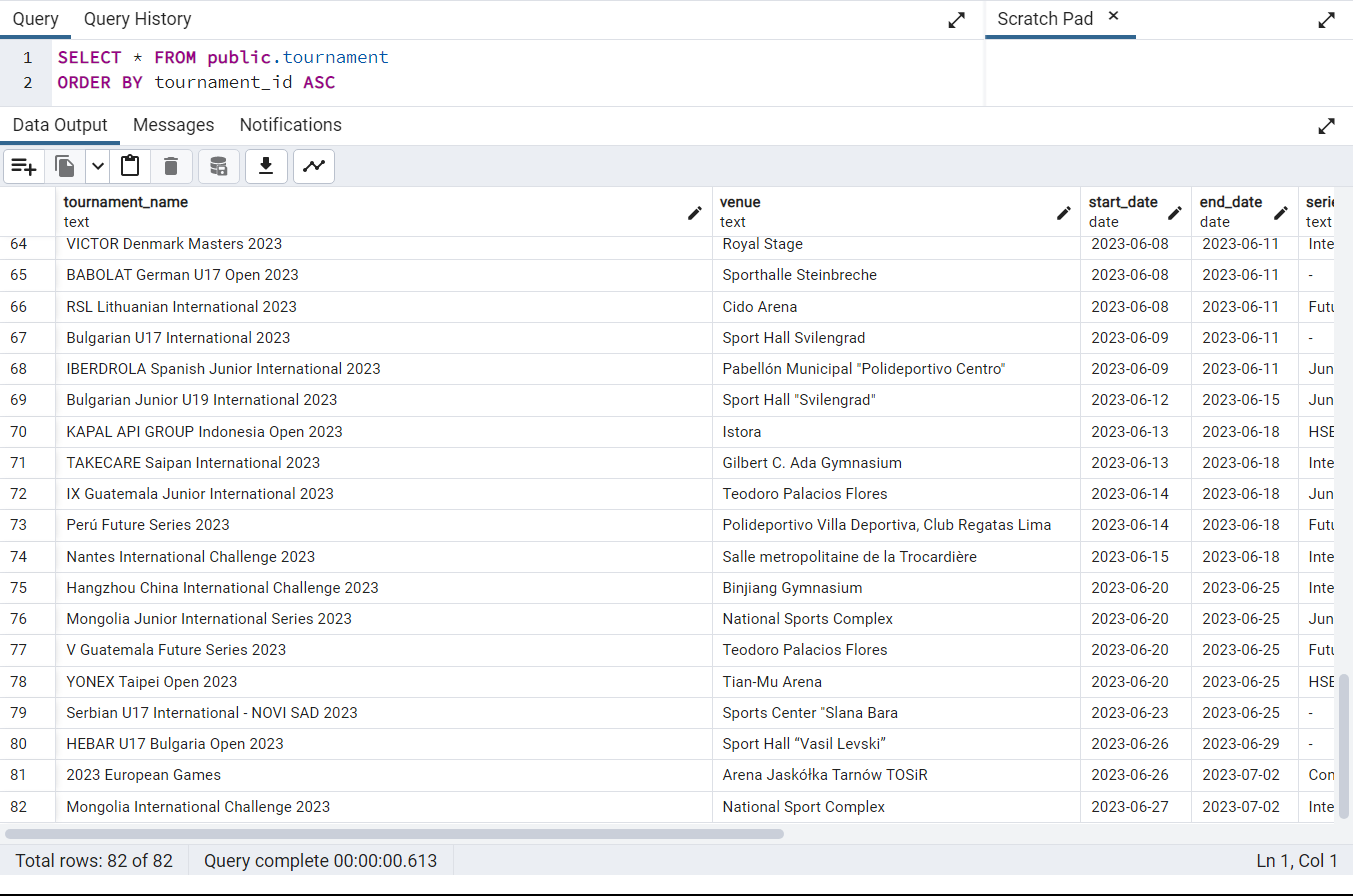 Query Query History Scratch Pad ×
1 SELECT * FROM public.tournament
2 ORDER BY tournament_id ASC
Data Output Messages Notifications
tournament_name venue start_date end_date serie
text text date date text
64 VICTOR Denmark Masters 2023 Royal Stage 2023-06-08 2023-06-11 Inte
65 BABOLAT German U17 Open 2023 Sporthalle Steinbreche 2023-06-08 2023-06-11 -
66 RSL Lithuanian International 2023 Cido Arena 2023-06-08 2023-06-11 Futu
67 Bulgarian U17 International 2023 Sport Hall Svilengrad 2023-06-09 2023-06-11 -
68 IBERDROLA Spanish Junior International 2023 Pabellón Municipal "Polideportivo Centro" 2023-06-09 2023-06-11 Jun
69 Bulgarian Junior U19 International 2023 Sport Hall "Svilengrad" 2023-06-12 2023-06-15 Jun
70 KAPAL API GROUP Indonesia Open 2023 Istora 2023-06-13 2023-06-18 HSB
71 TAKECARE Saipan International 2023 Gilbert C. Ada Gymnasium 2023-06-13 2023-06-18 Inte
72 IX Guatemala Junior International 2023 Teodoro Palacios Flores 2023-06-14 2023-06-18 Jun
73 Perú Future Series 2023 Polideportivo Villa Deportiva, Club Regatas Lima 2023-06-14 2023-06-18 Futu
74 Nantes International Challenge 2023 Salle metropolitaine de la Trocardière 2023-06-15 2023-06-18 Inte
75 Hangzhou China International Challenge 2023 Binjiang Gymnasium 2023-06-20 2023-06-25 Inte
76 Mongolia Junior International Series 2023 National Sports Complex 2023-06-20 2023-06-25 Jun
77 V Guatemala Future Series 2023 Teodoro Palacios Flores 2023-06-20 2023-06-25 Futu
78 YONEX Taipei Open 2023 Tian-Mu Arena 2023-06-20 2023-06-25 HSB
79 Serbian U17 International - NOVI SAD 2023 Sports Center "Slana Bara 2023-06-23 2023-06-25 -
80 HEBAR U17 Bulgaria Open 2023 Sport Hall “Vasil Levski” 2023-06-26 2023-06-29 -
81 2023 European Games Arena Jaskółka Tarnów TOSiR 2023-06-26 2023-07-02 Con
82 Mongolia International Challenge 2023 National Sport Complex 2023-06-27 2023-07-02 Inte
Total rows: 82 of 82 Query complete 00:00:00.613 Ln 1, Col 1